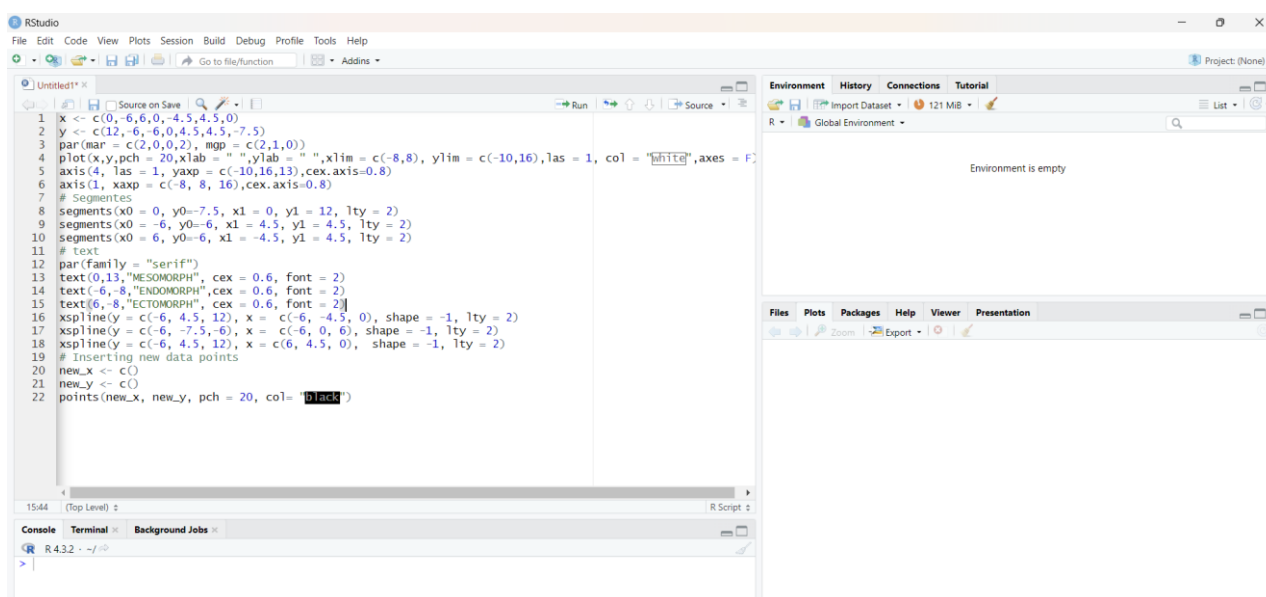 RStudio
File Edit Code View Plots Session Build Debug Profile Tools Help
Go to file/function
Addins
Project: (None)
Untitled1*
Source on Save
Run
Source
1 x <- c(0,-6,6,0,-4.5,4.5,0)
2 y <- c(12,-6,-6,0,4.5,4.5,-7.5)
3 par(mar = c(2,0,0,2), mgp = c(2,1,0))
4 plot(x,y,pch = 20,xlab = " ",ylab = " ",xlim = c(-8,8), ylim = c(-10,16),las = 1, col = "white",axes = F)
5 axis(4, las = 1, yaxp = c(-10,16,13),cex.axis=0.8)
6 axis(1, xaxp = c(-8, 8, 16),cex.axis=0.8)
7 # Segmentes
8 segments(x0 = 0, y0=-7.5, x1 = 0, y1 = 12, lty = 2)
9 segments(x0 = -6, y0=-6, x1 = 4.5, y1 = 4.5, lty = 2)
10 segments(x0 = 6, y0=-6, x1 = -4.5, y1 = 4.5, lty = 2)
11 # text
12 par(family = "serif")
13 text(0,13,"MESOMORPH", cex = 0.6, font = 2)
14 text(-6,-8,"ENDOMORPH",cex = 0.6, font = 2)
15 text(6,-8,"ECTOMORPH", cex = 0.6, font = 2)
16 xspline(y = c(-6, 4.5, 12), x = c(-6, -4.5, 0), shape = -1, lty = 2)
17 xspline(y = c(-6, -7.5,-6), x = c(-6, 0, 6), shape = -1, lty = 2)
18 xspline(y = c(-6, 4.5, 12), x = c(6, 4.5, 0), shape = -1, lty = 2)
19 # Inserting new data points
20 new_x <- c()
21 new_y <- c()
22 points(new_x, new_y, pch = 20, col= "black")
15:44 (Top Level)
R Script
Console Terminal Background Jobs
R 4.3.2 · ~/
>
Environment History Connections Tutorial
Import Dataset 121 MiB
List
R Global Environment
Environment is empty
Files Plots Packages Help Viewer Presentation
Zoom Export